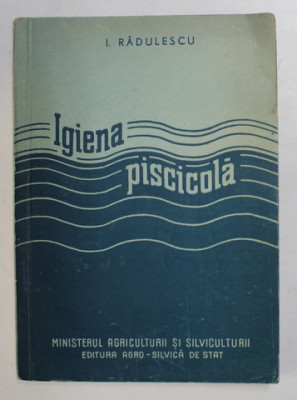 I. RĂDULESCU
Igiena
piscicolă
MINISTERUL AGRICULTURII ȘI SILVICULTURII
EDITURA AGRO-SILVICĂ DE STAT